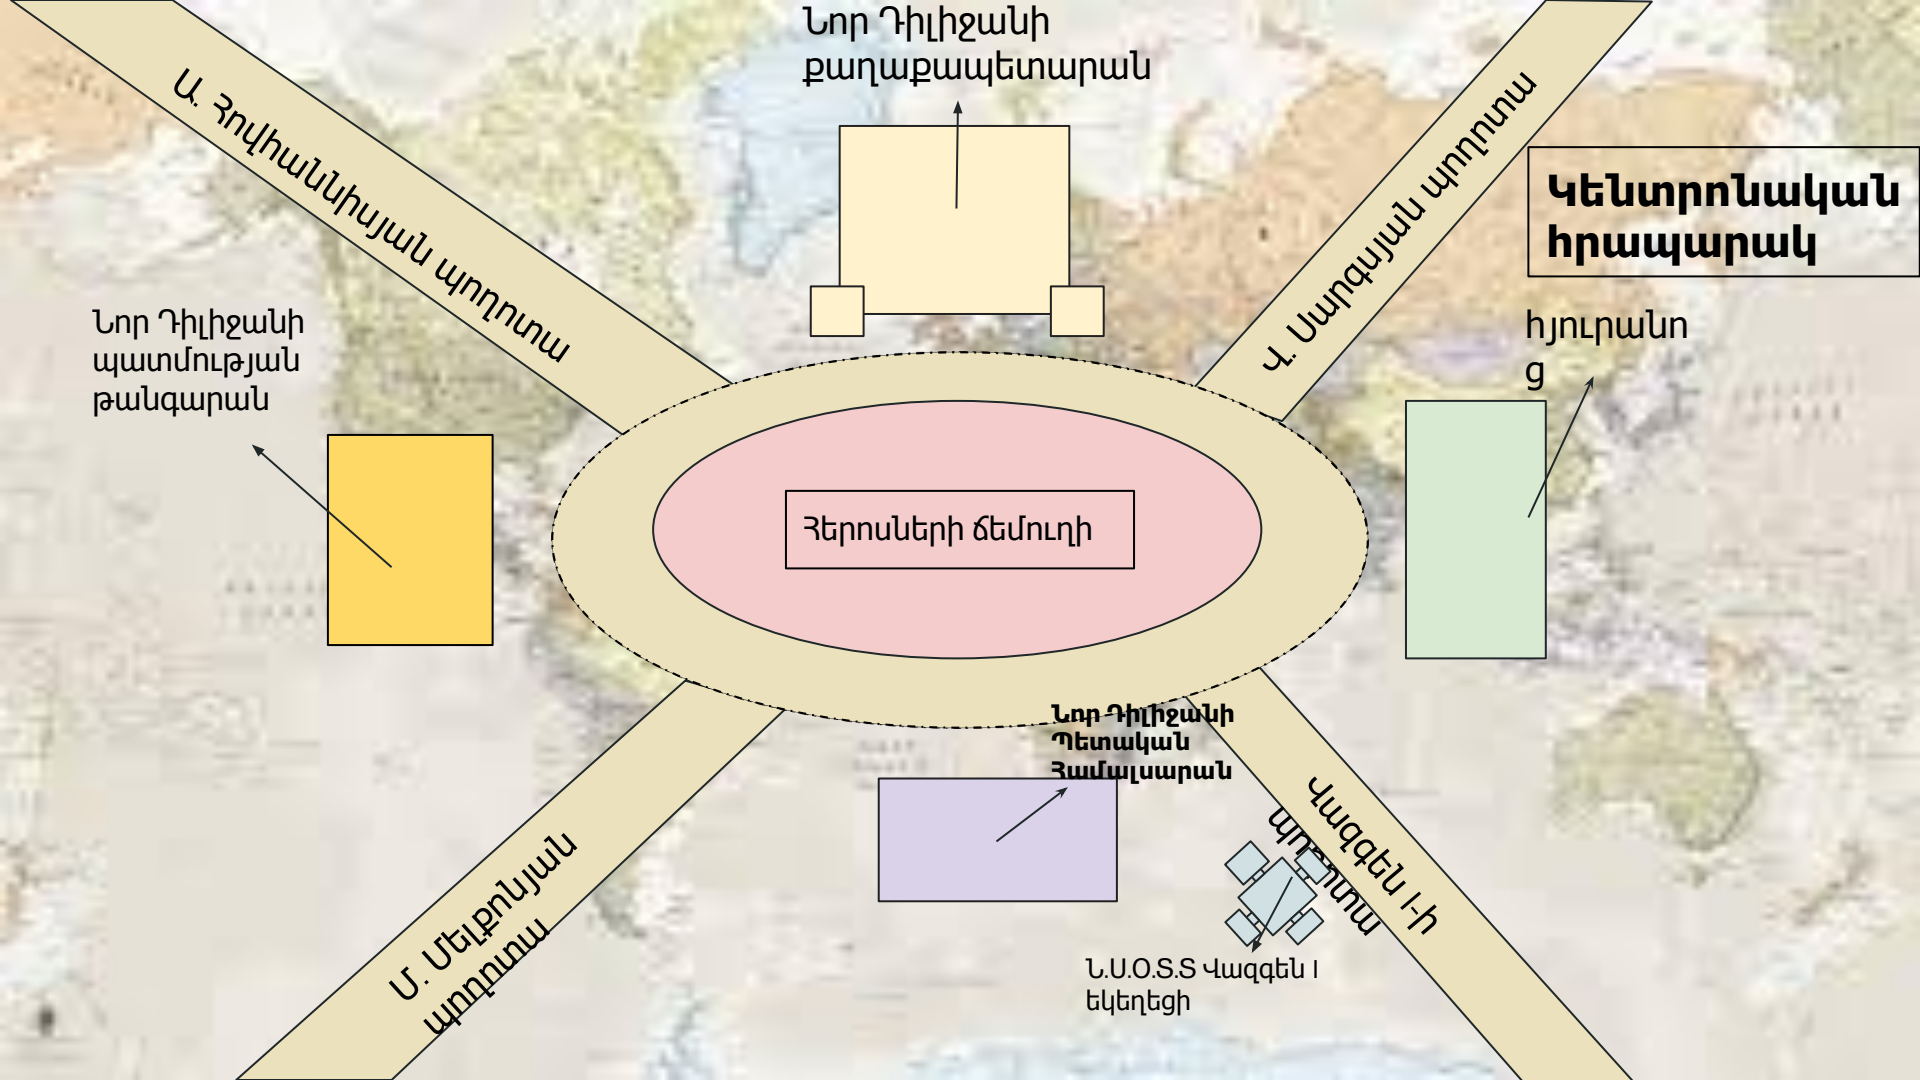 Նոր Դիլիջանի
քաղաքապետարան
Ա. Հովհաննիսյան պողոտա
Վ. Սարգսյան պողոտա
Կենտրոնական
հրապարակ
Նոր Դիլիջանի
պատմության
թանգարան
հյուրանո
ց
Հերոսների ճեմուղի
Նոր Դիլիջանի
Պետական
Համալսարան
Մ. Մելքոնյան
պողոտա
Վազգեն I-ի
պողոտա
Ն.Ս.Օ.Տ.Տ Վազգեն I
եկեղեցի